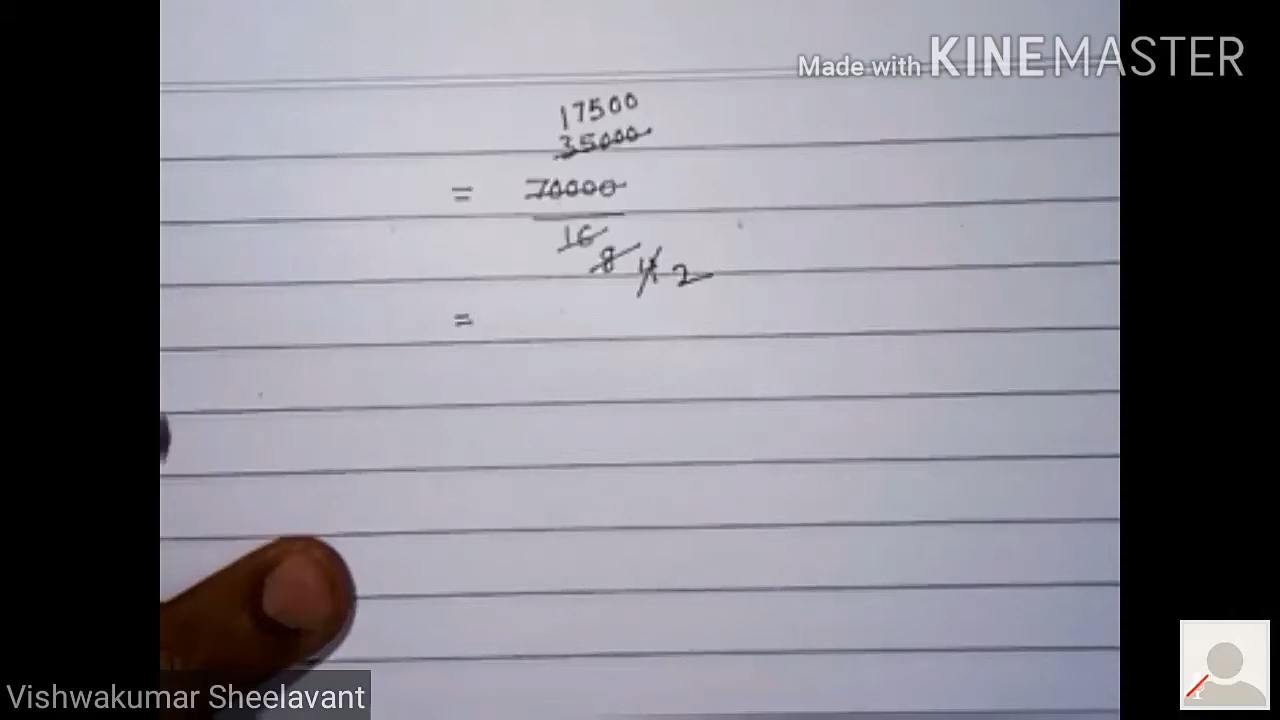 Made with KINEMASTER
17500
35000
= 70000
16
8 4 2
=
Vishwakumar Sheelavant